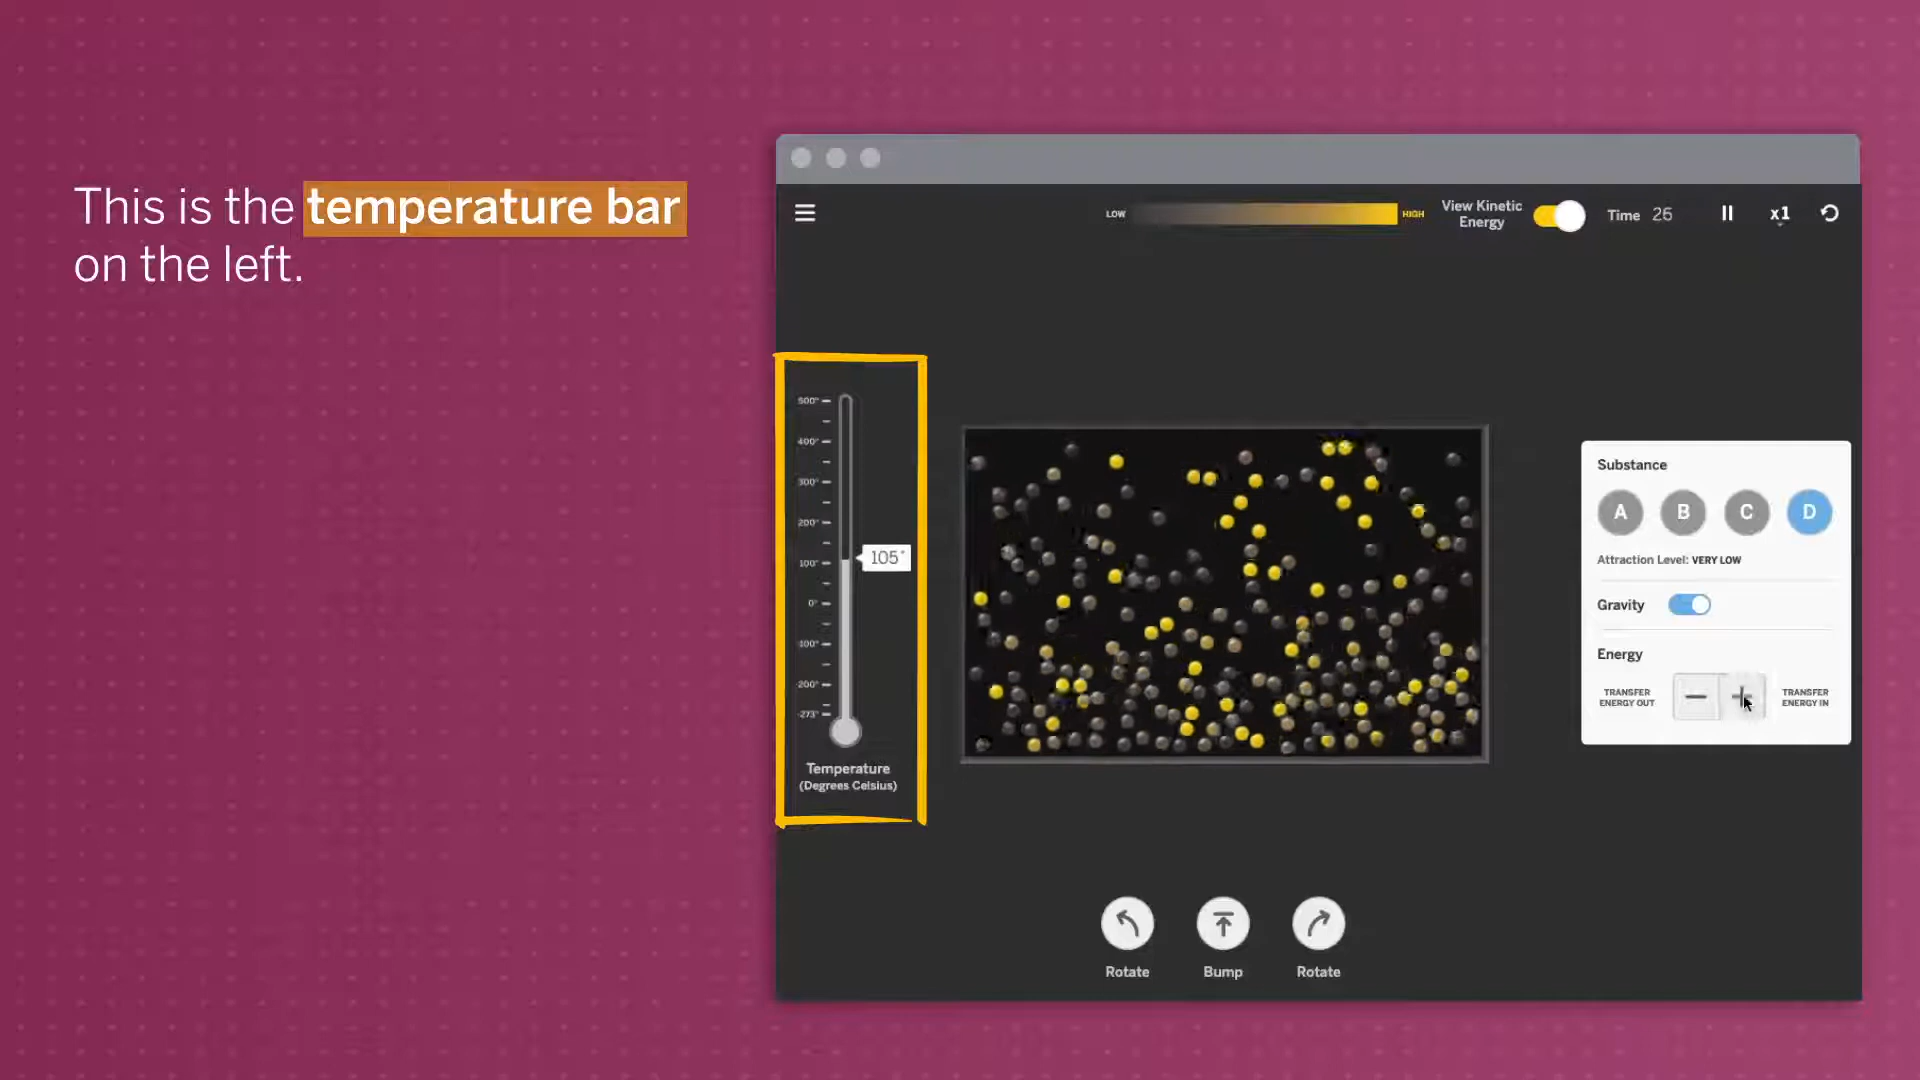 This is the temperature bar
on the left.
LOW
HIGH
View Kinetic
Energy
Time 25
x1
500°
400°
300°
200°
100°
105°
0°
-100°
-200°
-273°
Temperature
(Degrees Celsius)
Substance
A B C D
Attraction Level: VERY LOW
Gravity
Energy
TRANSFER
ENERGY OUT
TRANSFER
ENERGY IN
Rotate
Bump
Rotate